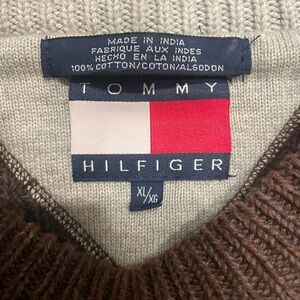 MADE IN INDIA
FABRIQUE AUX INDES
HECHO EN LA INDIA
100% COTTON/COTON/ALGODON
TOMMY
HILFIGER
XL/XG